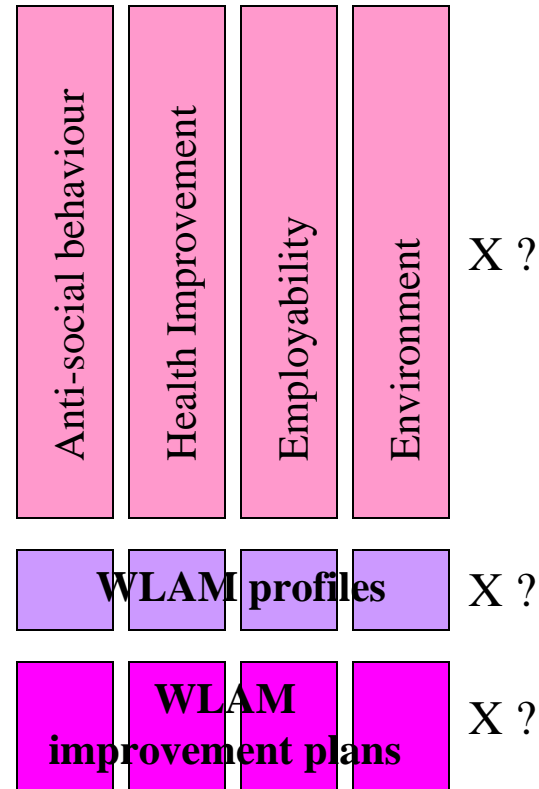 Anti-social behaviour
Health Improvement
Employability
Environment
X ?
WLAM profiles
X ?
WLAM
improvement plans
X ?